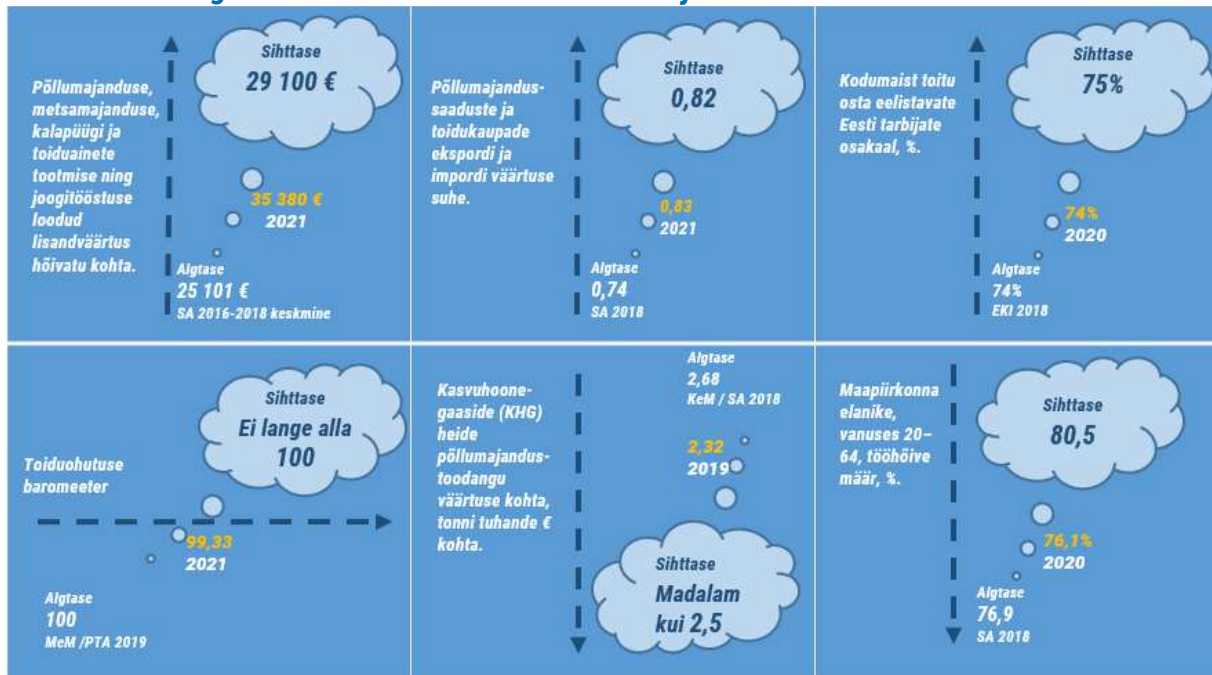 Põllumajanduse,
metsamajanduse,
kalapüügi ja
toiduainete
tootmise ning
joogitööstuse
loodud
lisandväärtus
hõivatu kohta.
Sihttase
29 100 €
35 380 €
2021
Algtase
25 101 €
SA 2016-2018 keskmine
Põllumajandus-
saaduste ja
toidukaupade
ekspordi ja
impordi väärtuse
suhe.
Sihttase
0,82
0,83
2021
Algtase
0,74
SA 2018
Kodumaist toitu
osta eelistavate
Eesti tarbijate
osakaal, %.
Sihttase
75%
74%
2020
Algtase
74%
EKI 2018
Toiduohutuse
baromeeter
Sihttase
Ei lange alla
100
99,33
2021
Algtase
100
MeM /PTA 2019
Kasvuhoone-
gaaside (KHG)
heide
põllumajandus-
toodangu
väärtuse kohta,
tonni tuhande €
kohta.
Algtase
2,68
KeM / SA 2018
2,32
2019
Sihttase
Madalam
kui 2,5
Maapiirkonna
elanike,
vanuses 20–
64, tööhõive
määr, %.
Sihttase
80,5
76,1%
2020
Algtase
76,9
SA 2018